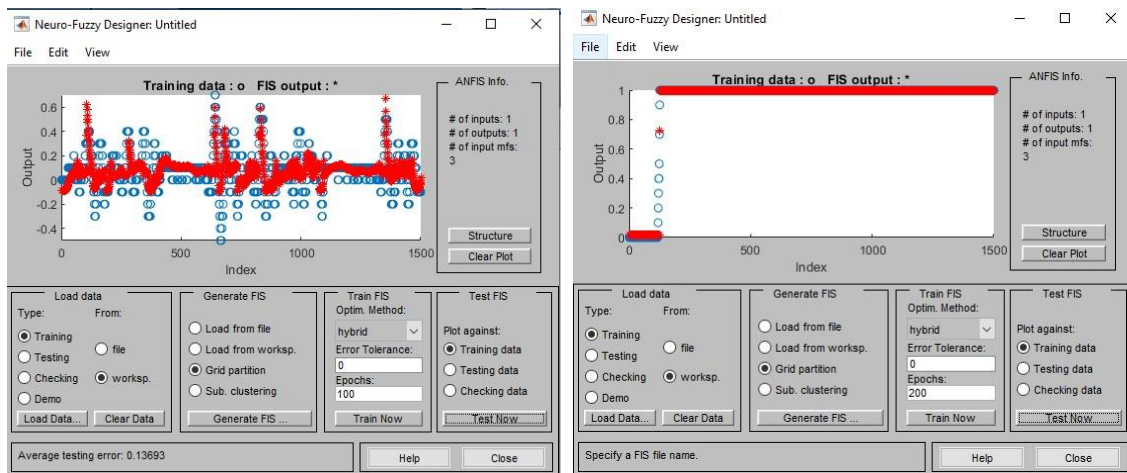 Neuro-Fuzzy Designer: Untitled
File Edit View
Training data : o FIS output : *
0.6
0.4
0.2
0
-0.2
-0.4
Output
0 500 1000 1500
Index
ANFIS Info.
# of inputs: 1
# of outputs: 1
# of input mfs:
3
Structure
Clear Plot
Load data
Type: From:
Training
Testing
Checking
Demo
file
worksp.
Load Data... Clear Data
Generate FIS
Load from file
Load from worksp.
Grid partition
Sub. clustering
Generate FIS ...
Train FIS
Optim. Method:
hybrid
Error Tolerance:
0
Epochs:
100
Train Now
Test FIS
Plot against:
Training data
Testing data
Checking data
Test Now
Average testing error: 0.13693
Help Close
Neuro-Fuzzy Designer: Untitled
File Edit View
Training data : o FIS output : *
1
0.8
0.6
0.4
0.2
0
Output
0 500 1000 1500
Index
ANFIS Info.
# of inputs: 1
# of outputs: 1
# of input mfs:
3
Structure
Clear Plot
Load data
Type: From:
Training
Testing
Checking
Demo
file
worksp.
Load Data... Clear Data
Generate FIS
Load from file
Load from worksp.
Grid partition
Sub. clustering
Generate FIS ...
Train FIS
Optim. Method:
hybrid
Error Tolerance:
0
Epochs:
200
Train Now
Test FIS
Plot against:
Training data
Testing data
Checking data
Test Now
Specify a FIS file name.
Help Close